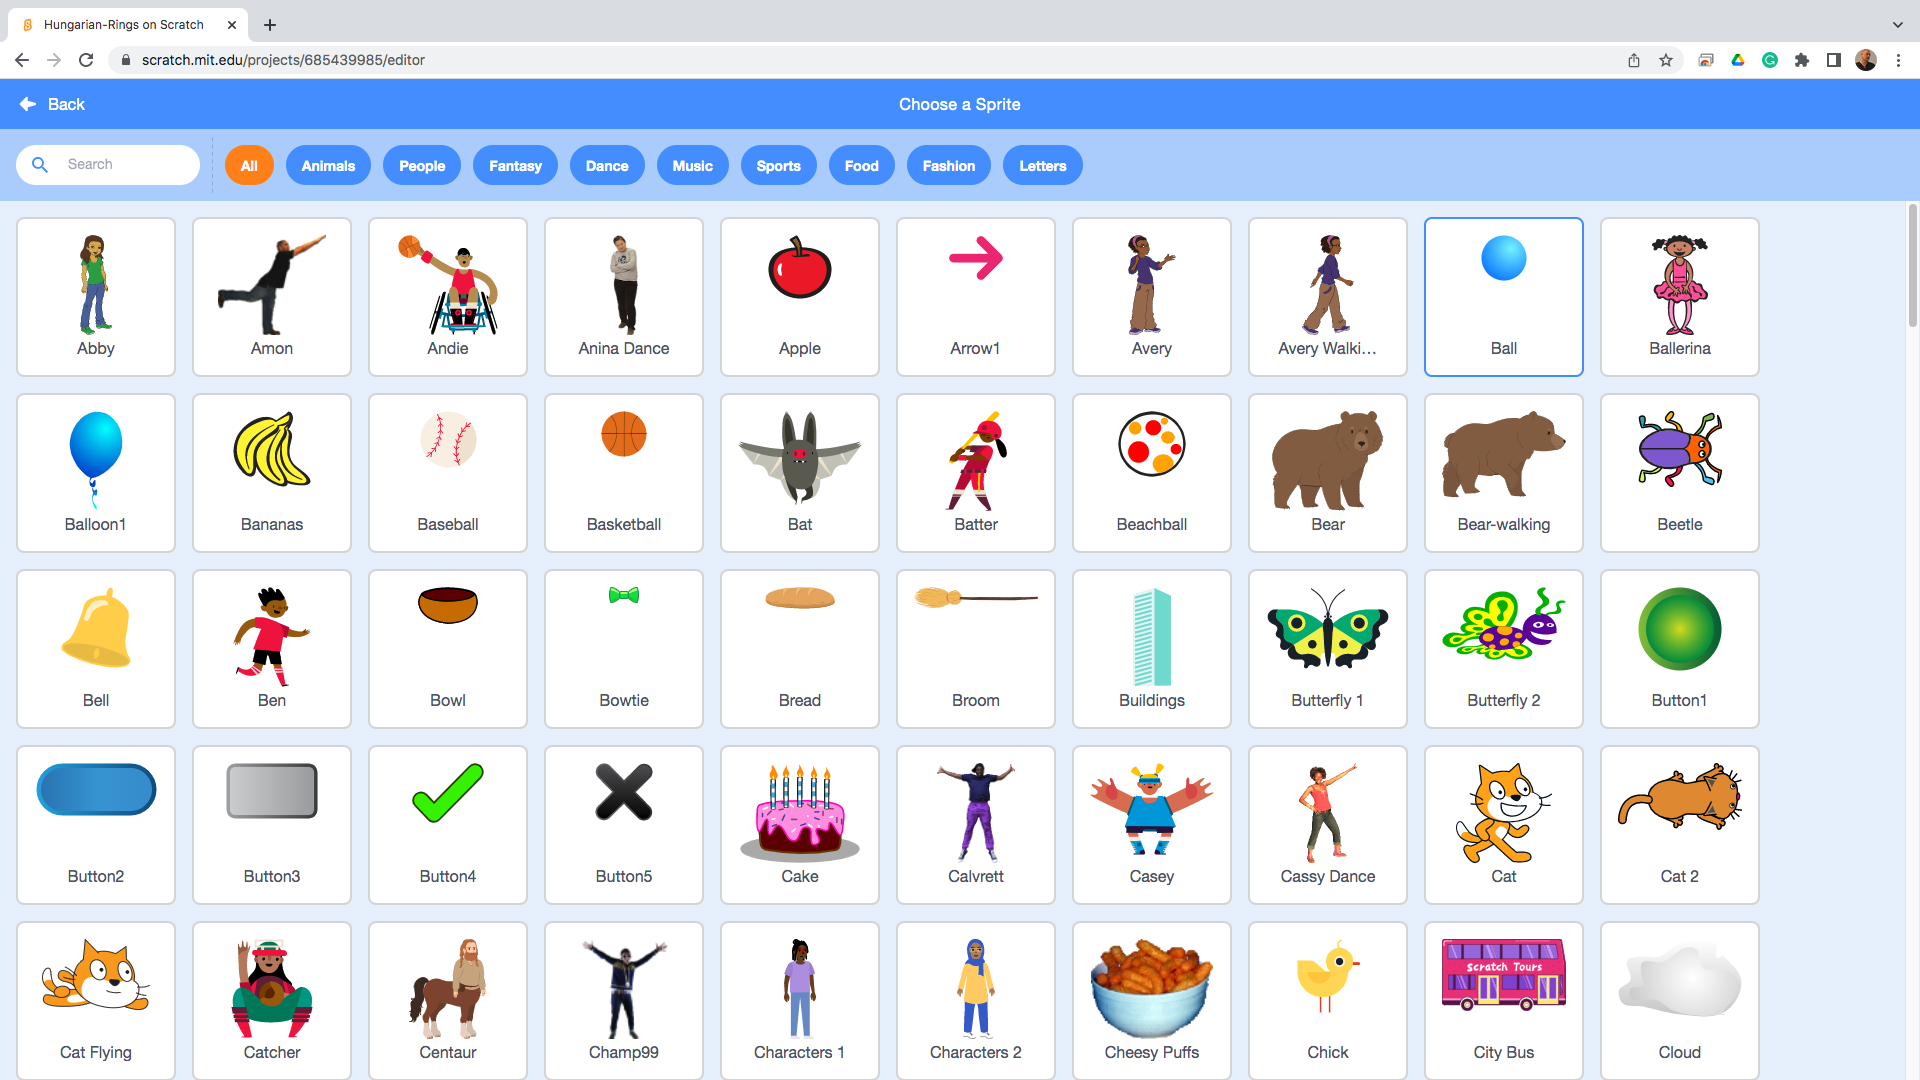 Hungarian-Rings on Scratch
scratch.mit.edu/projects/685439985/editor
Back
Choose a Sprite
Search
All
Animals
People
Fantasy
Dance
Music
Sports
Food
Fashion
Letters
Abby
Amon
Andie
Anina Dance
Apple
Arrow1
Avery
Avery Walki...
Ball
Ballerina
Balloon1
Bananas
Baseball
Basketball
Bat
Batter
Beachball
Bear
Bear-walking
Beetle
Bell
Ben
Bowl
Bowtie
Bread
Broom
Buildings
Butterfly 1
Butterfly 2
Button1
Button2
Button3
Button4
Button5
Cake
Calvrett
Casey
Cassy Dance
Cat
Cat 2
Scratch Tours
Cat Flying
Catcher
Centaur
Champ99
Characters 1
Characters 2
Cheesy Puffs
Chick
City Bus
Cloud